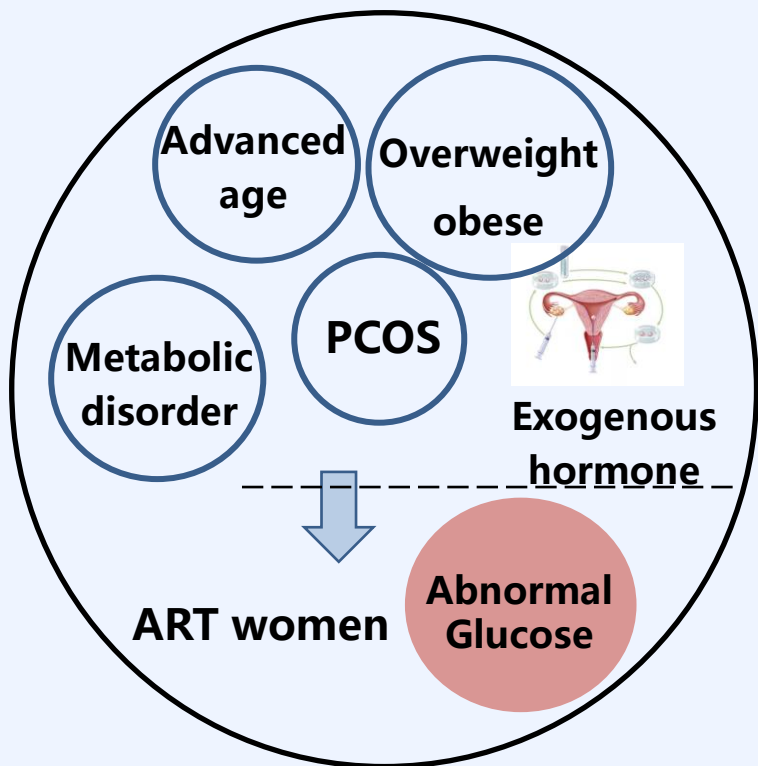 Advanced
age
Overweight
obese
PCOS
Metabolic
disorder
Exogenous
hormone
ART women
Abnormal
Glucose